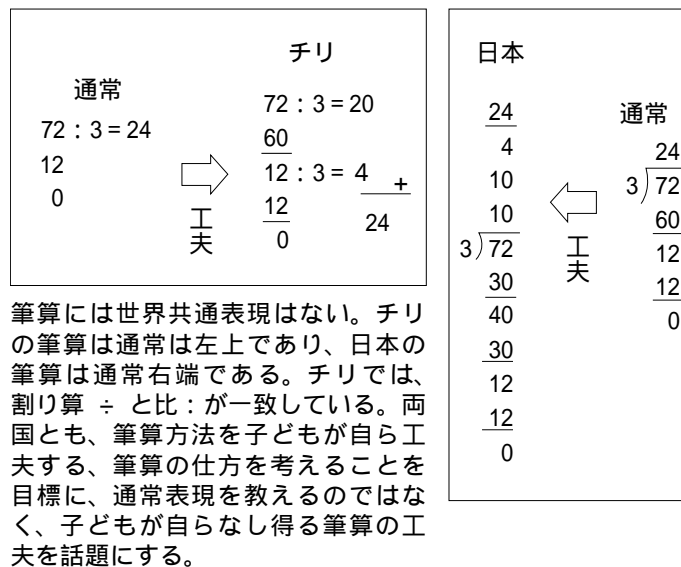 チリ
通常
72 : 3 = 24
12
0
工夫
72 : 3 = 20
60
12 : 3 = 4 +
12 24
0
日本
24
4
10
10
3)72
30
40
30
12
12
0
工夫
通常
24
3)72
60
12
12
0
筆算には世界共通表現はない。チリ
の筆算は通常は左上であり、日本の
筆算は通常右端である。チリでは、
割り算 ÷ と比 : が一致している。両
国とも、筆算方法を子どもが自ら工
夫する、筆算の仕方を考えることを
目標に、通常表現を教えるのではな
く、子どもが自らなし得る筆算の工
夫を話題にする。